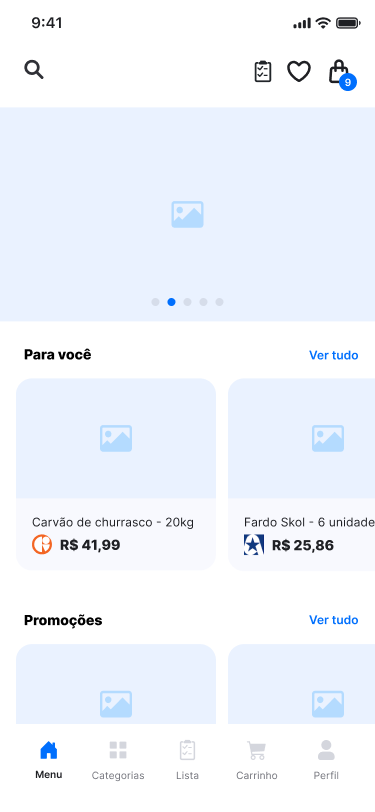 9:41
9
Para você
Ver tudo
Carvão de churrasco - 20kg
R$ 41,99
Fardo Skol - 6 unidade
R$ 25,86
Promoções
Ver tudo
Menu
Categorias
Lista
Carrinho
Perfil